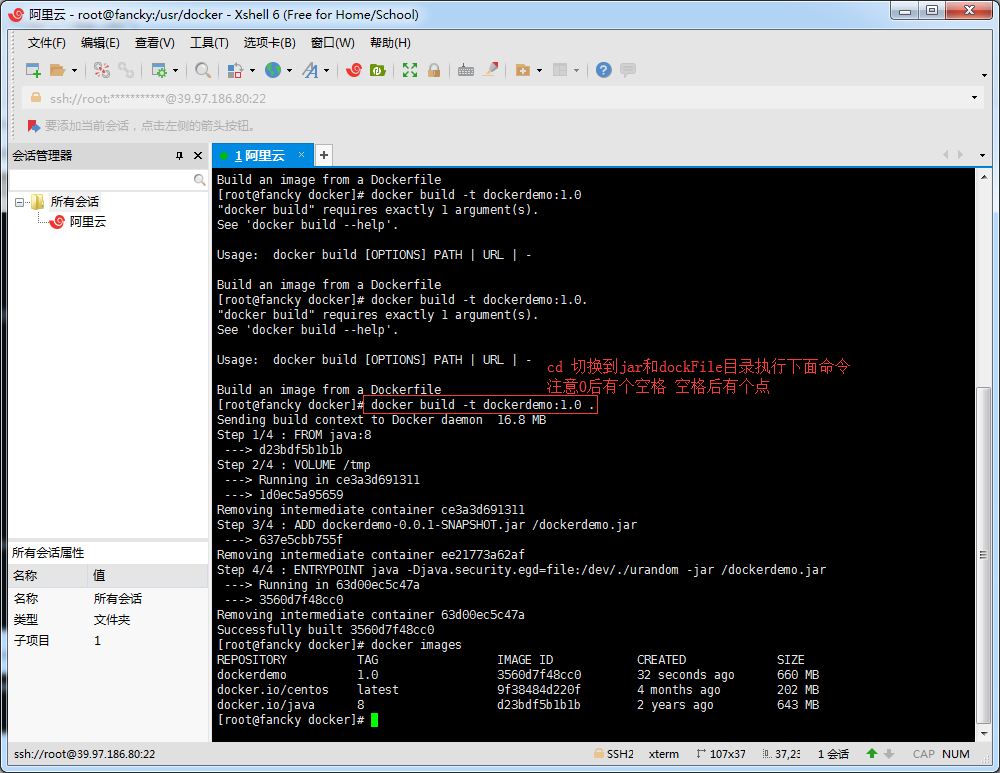 阿里云 - root@fancky:/usr/docker - Xshell 6 (Free for Home/School)
文件(F) 编辑(E) 查看(V) 工具(T) 选项卡(B) 窗口(W) 帮助(H)
ssh://root:***********@39.97.186.80:22
要添加当前会话，点击左侧的箭头按钮。
会话管理器
1 阿里云
所有会话
阿里云
所有会话属性
名称 值
名称 所有会话
类型 文件夹
子项目 1
Build an image from a Dockerfile
[root@fancky docker]# docker build -t dockerdemo:1.0
"docker build" requires exactly 1 argument(s).
See 'docker build --help'.
Usage:  docker build [OPTIONS] PATH | URL | -
Build an image from a Dockerfile
[root@fancky docker]# docker build -t dockerdemo:1.0.
"docker build" requires exactly 1 argument(s).
See 'docker build --help'.
Usage:  docker build [OPTIONS] PATH | URL | -
cd 切换到jar和dockFile目录执行下面命令
注意0后有个空格 空格后有个点
Build an image from a Dockerfile
[root@fancky docker]# docker build -t dockerdemo:1.0 .
Sending build context to Docker daemon  16.8 MB
Step 1/4 : FROM java:8
 ---> d23bdf5b1b1b
Step 2/4 : VOLUME /tmp
 ---> Running in ce3a3d691311
 ---> 1d0ec5a95659
Removing intermediate container ce3a3d691311
Step 3/4 : ADD dockerdemo-0.0.1-SNAPSHOT.jar /dockerdemo.jar
 ---> 637e5cbb755f
Removing intermediate container ee21773a62af
Step 4/4 : ENTRYPOINT java -Djava.security.egd=file:/dev/./urandom -jar /dockerdemo.jar
 ---> Running in 63d00ec5c47a
 ---> 3560d7f48cc0
Removing intermediate container 63d00ec5c47a
Successfully built 3560d7f48cc0
[root@fancky docker]# docker images
REPOSITORY TAG IMAGE ID CREATED SIZE
dockerdemo 1.0 3560d7f48cc0 32 seconds ago 660 MB
docker.io/centos latest 9f38484d220f 4 months ago 202 MB
docker.io/java 8 d23bdf5b1b1b 2 years ago 643 MB
[root@fancky docker]#
ssh://root@39.97.186.80:22 SSH2 xterm 107x37 37,23 1 会话 CAP NUM